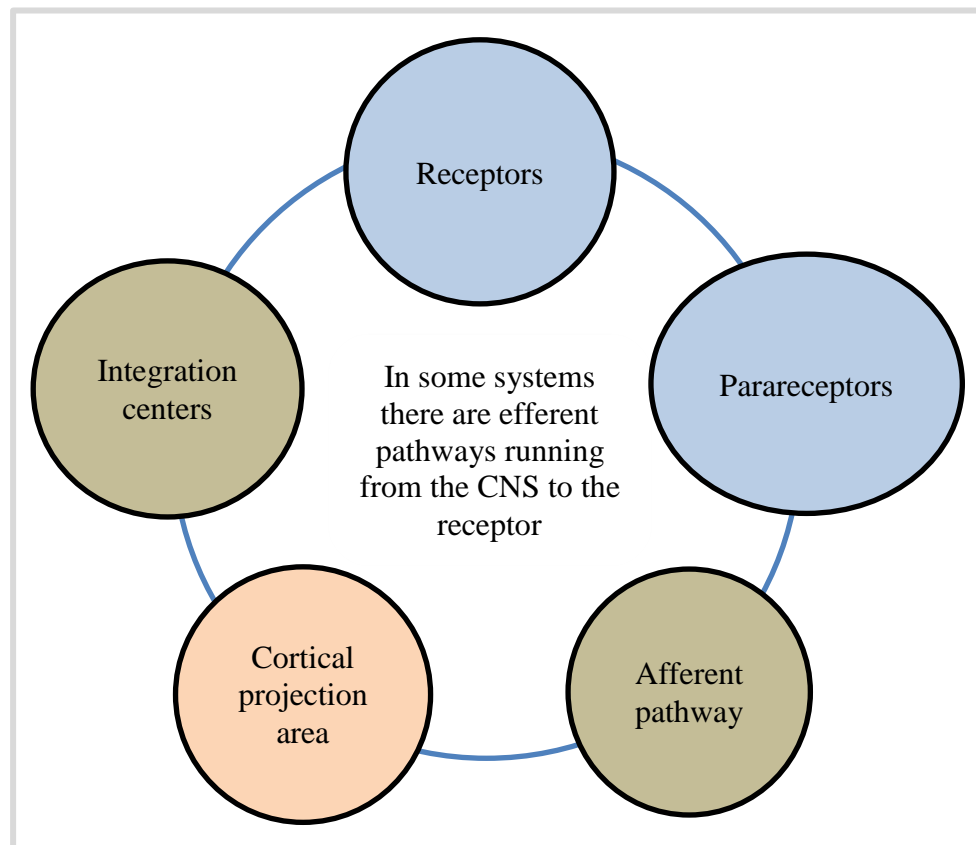 Receptors
Parareceptors
Afferent
pathway
Cortical
projection
area
Integration
centers
In some systems
there are efferent
pathways running
from the CNS to the
receptor